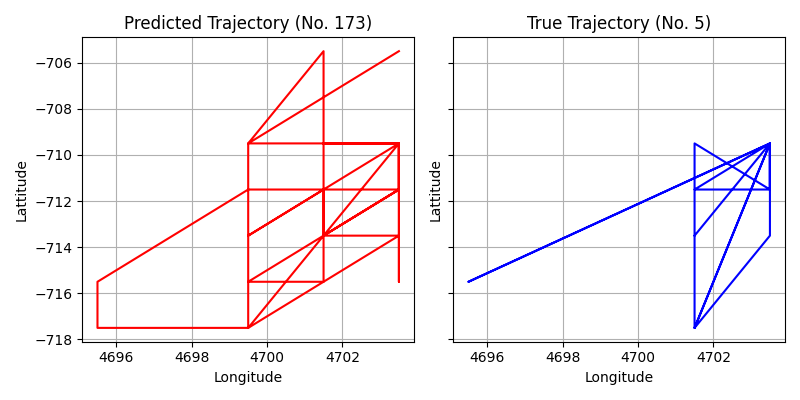 Predicted Trajectory (No. 173)
True Trajectory (No. 5)
−706
−708
−710
−712
−714
−716
−718
Lattitude
Lattitude
4696
4698
4700
4702
4696
4698
4700
4702
Longitude
Longitude